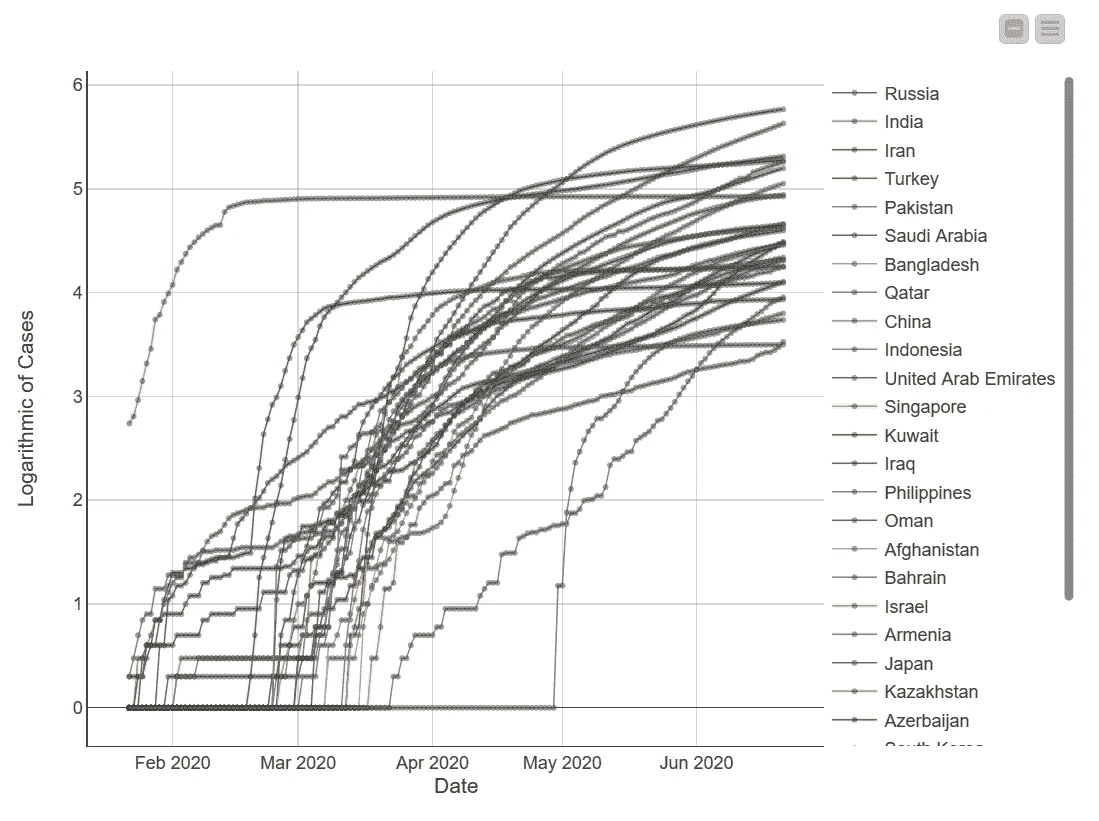 6
5
4
3
2
1
0
Logarithmic of Cases
Feb 2020
Mar 2020
Apr 2020
May 2020
Jun 2020
Date
Russia
India
Iran
Turkey
Pakistan
Saudi Arabia
Bangladesh
Qatar
China
Indonesia
United Arab Emirates
Singapore
Kuwait
Iraq
Philippines
Oman
Afghanistan
Bahrain
Israel
Armenia
Japan
Kazakhstan
Azerbaijan
South Korea